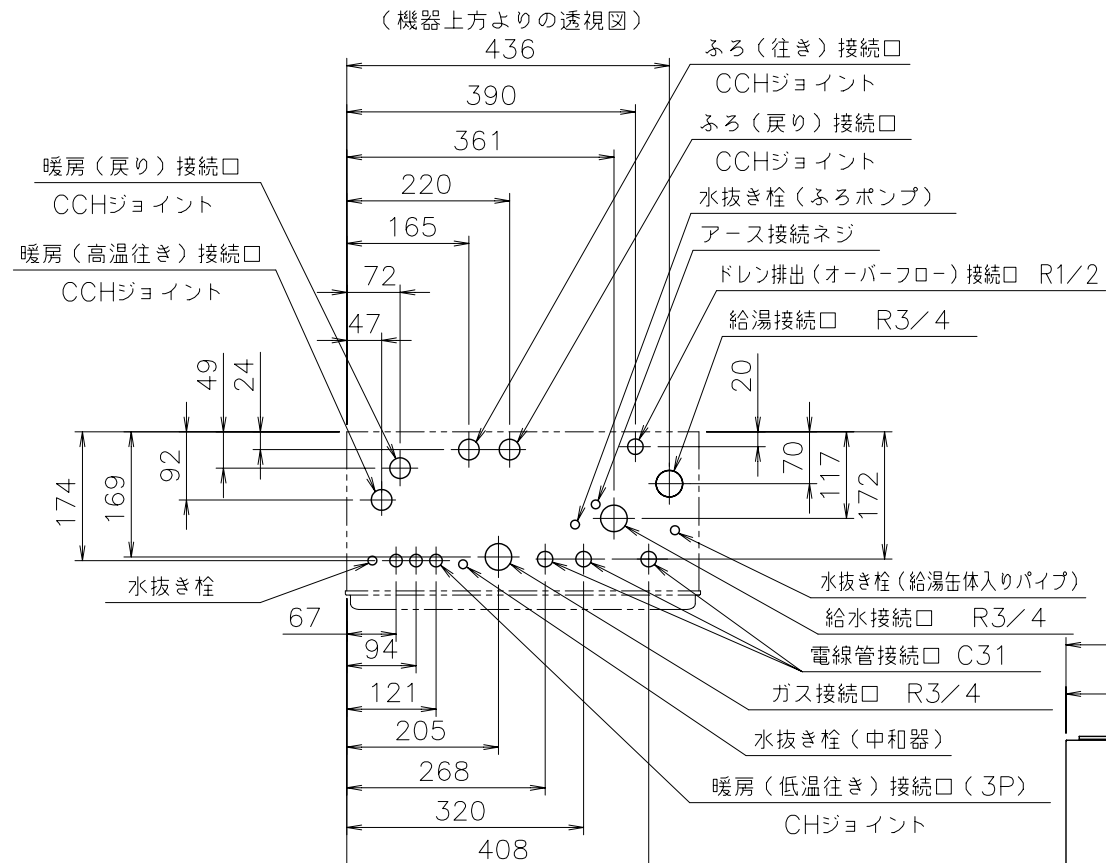 （機器上方よりの透視図）
436
ふろ（往き）接続口
CCHジョイント
390
ふろ（戻り）接続口
CCHジョイント
361
暖房（戻り）接続口
CCHジョイント
220
水抜き栓（ふろポンプ）
165
アース接続ネジ
暖房（高温往き）接続口
CCHジョイント
72
ドレン排出（オーバーフロー）接続口 R1/2
47
給湯接続口 R3/4
49
24
20
92
70
174
169
117
172
水抜き栓
水抜き栓（給湯缶体入りパイプ）
67
給水接続口 R3/4
94
電線管接続口 C31
121
ガス接続口 R3/4
205
水抜き栓（中和器）
268
暖房（低温往き）接続口（3P）
CHジョイント
320
408